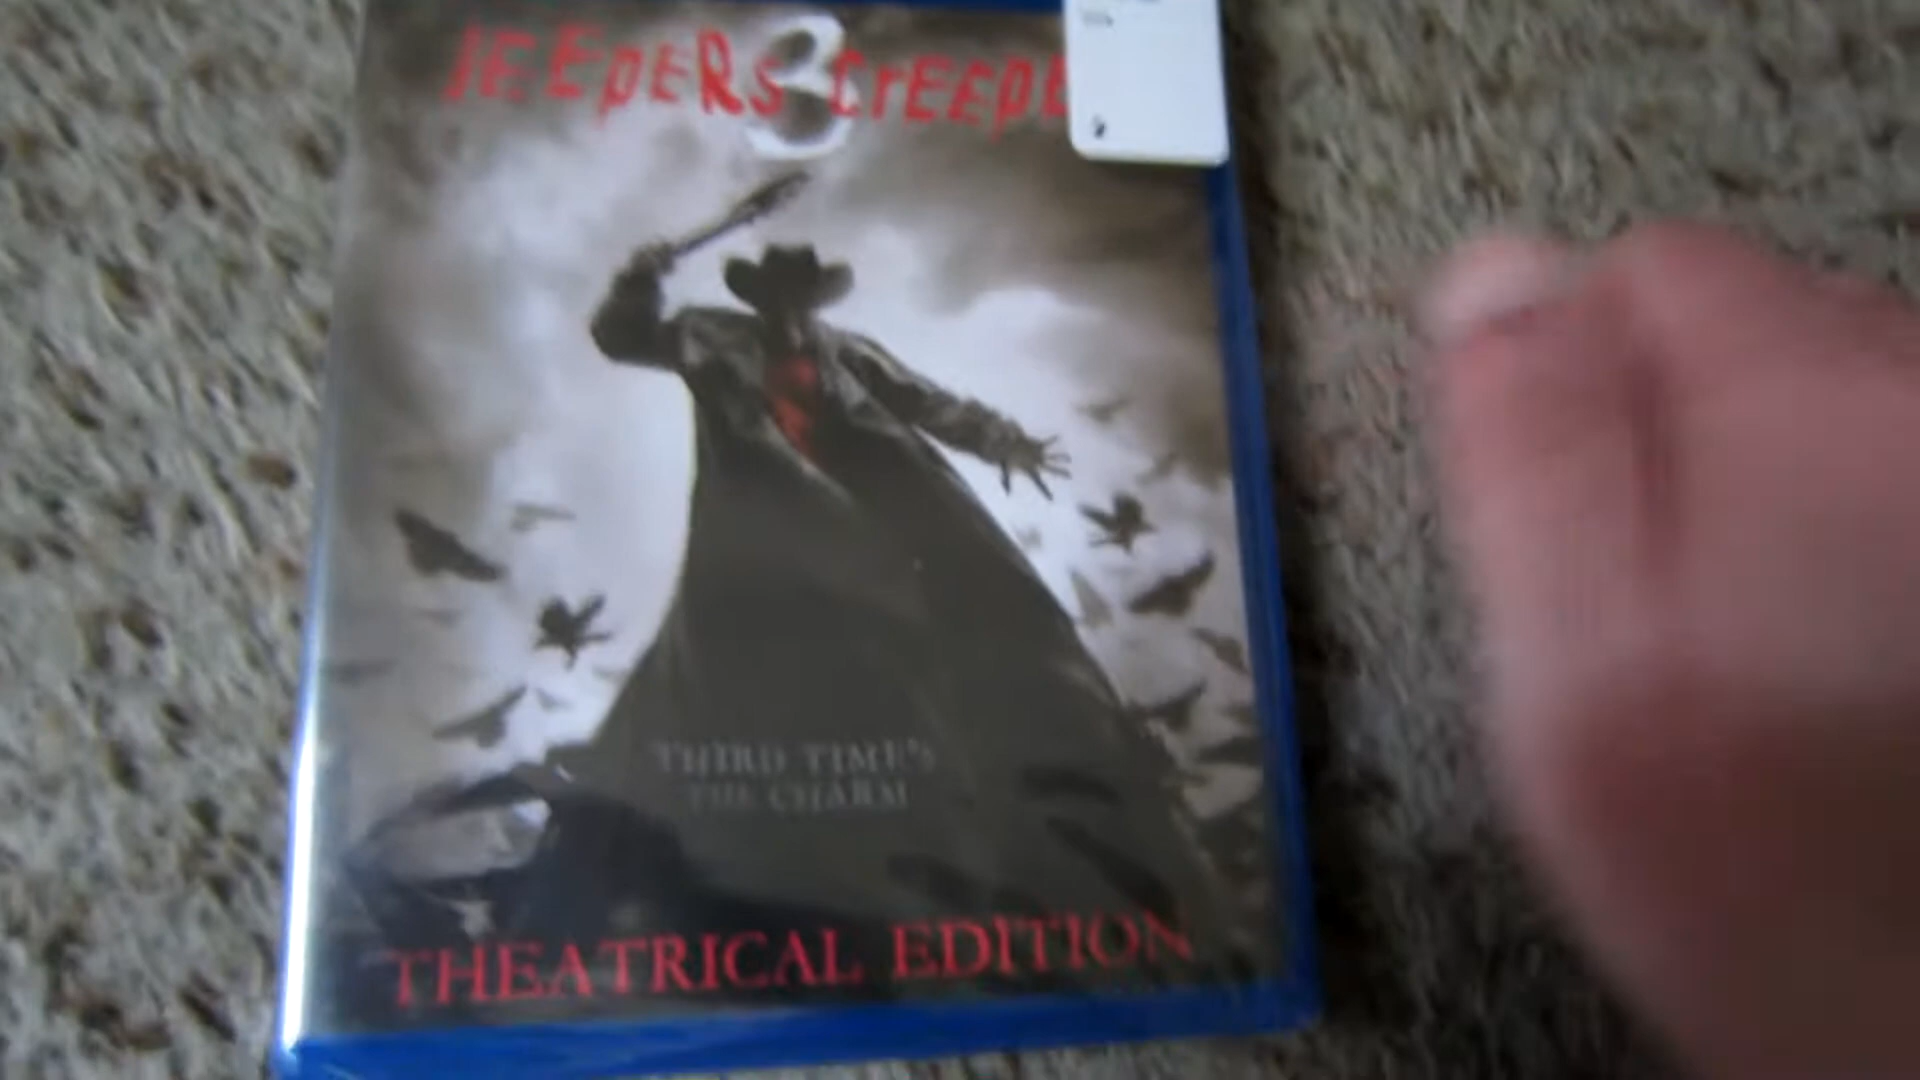 JEEPERS CREEPE
3
THIRD TIME'S
THE CHARM
THEATRICAL EDITION